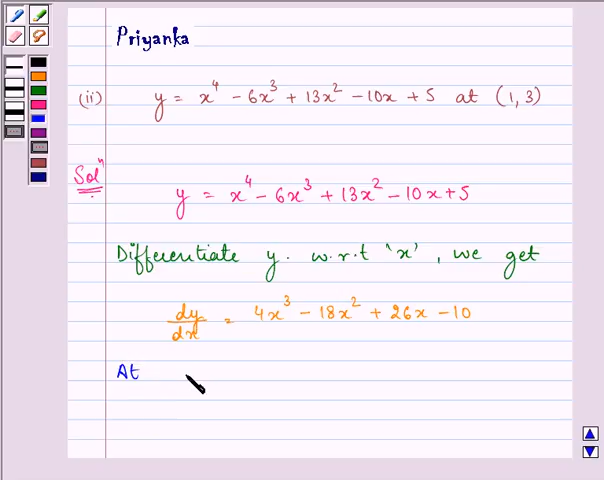 Priyanka
(ii) y = x⁴ - 6x³ + 13x² - 10x + 5 at (1, 3)
Solⁿ
y = x⁴ - 6x³ + 13x² - 10x + 5
Differentiate y. w.r.t 'x', we get
dy/dx = 4x³ - 18x² + 26x - 10
At